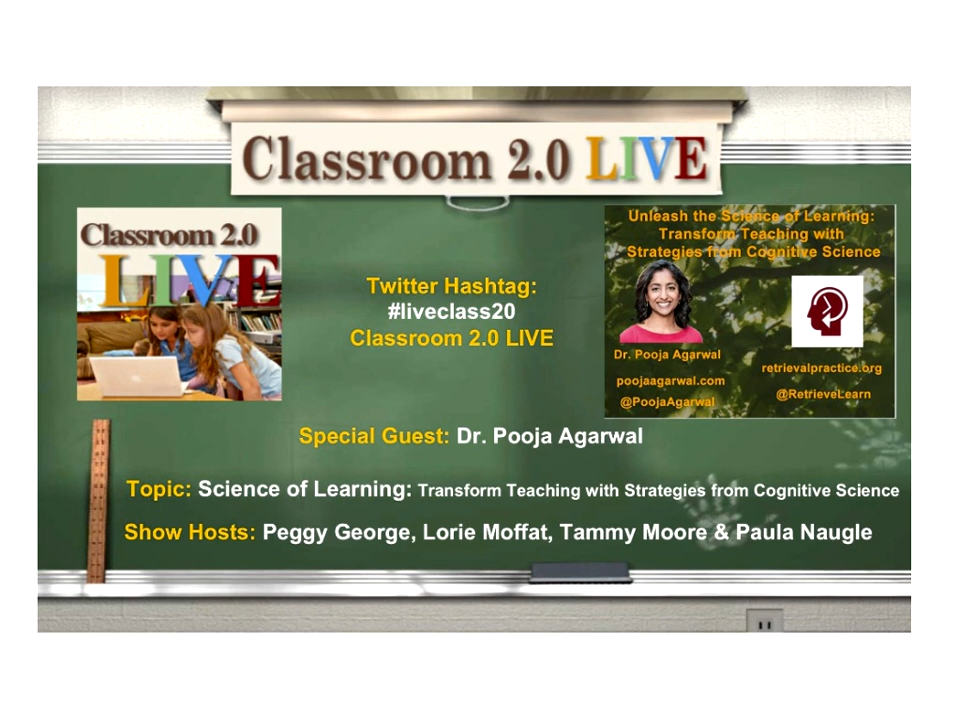 Classroom 2.0 LIVE
Classroom 2.0
LIVE
Twitter Hashtag:
#liveclass20
Classroom 2.0 LIVE
Unleash the Science of Learning:
Transform Teaching with
Strategies from Cognitive Science
Dr. Pooja Agarwal
poojaagarwal.com
@PoojaAgarwal
retrievalpractice.org
@RetrieveLearn
Special Guest: Dr. Pooja Agarwal
Topic: Science of Learning: Transform Teaching with Strategies from Cognitive Science
Show Hosts: Peggy George, Lorie Moffat, Tammy Moore & Paula Naugle